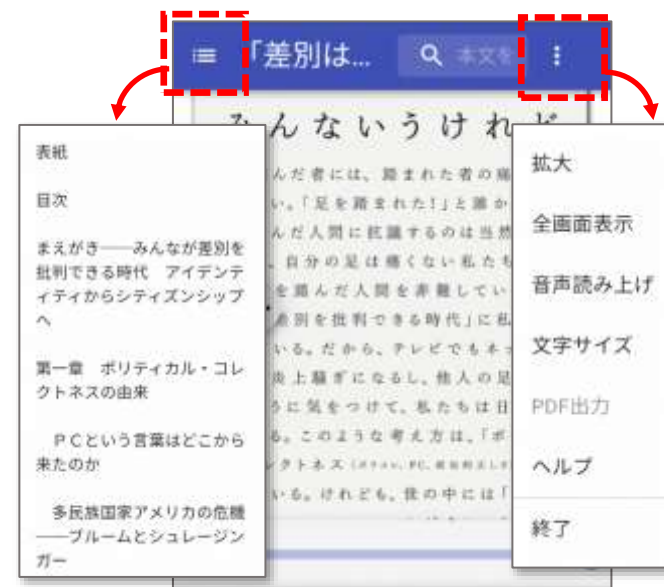 「差別は...
本文を
みんないうけれど
んだ者には、踏まれた者の痛
い。「足を踏まれた!」と誰か
んだ人間に抗議するのは当然
、自分の足は痛くない私たち
を踏んだ人間を非難してい
差別を批判できる時代」に私
いる。だから、テレビでもネッ
炎上騒ぎになるし、他人の足
うに気をつけて、私たちは日
る。このような考え方は、「ポ
レクトネス
いる。けれども、世の中には「
表紙
目次
まえがき――みんなが差別を
批判できる時代 アイデンテ
ィティからシティズンシップ
へ
第一章 ポリティカル・コレ
クトネスの由来
PCという言葉はどこから
来たのか
多民族国家アメリカの危機
――ブルームとシュレージン
ガー
拡大
全画面表示
音声読み上げ
文字サイズ
PDF出力
ヘルプ
終了